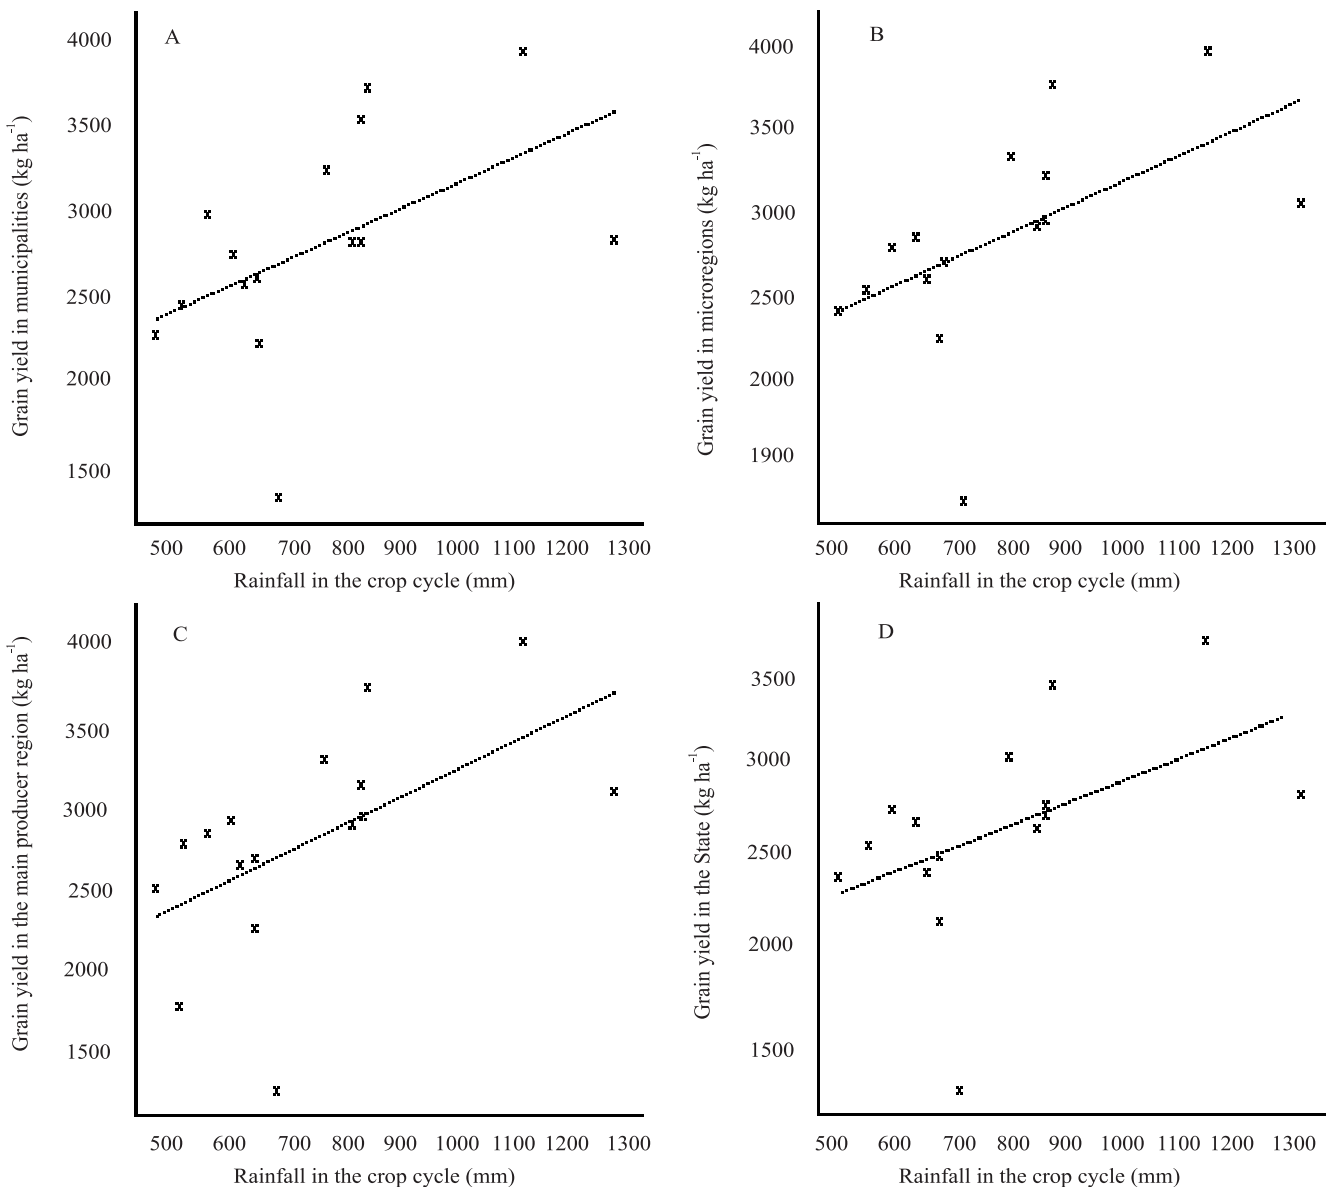 A
Grain yield in municipalities (kg ha⁻¹)
4000
3500
3000
2500
2000
1500
500 600 700 800 900 1000 1100 1200 1300
Rainfall in the crop cycle (mm)
B
Grain yield in microregions (kg ha⁻¹)
4000
3500
3000
2500
2000
1900
500 600 700 800 900 1000 1100 1200 1300
Rainfall in the crop cycle (mm)
C
Grain yield in the main producer region (kg ha⁻¹)
4000
3500
3000
2500
2000
1500
500 600 700 800 900 1000 1100 1200 1300
Rainfall in the crop cycle (mm)
D
Grain yield in the State (kg ha⁻¹)
3500
3000
2500
2000
1500
500 600 700 800 900 1000 1100 1200 1300
Rainfall in the crop cycle (mm)